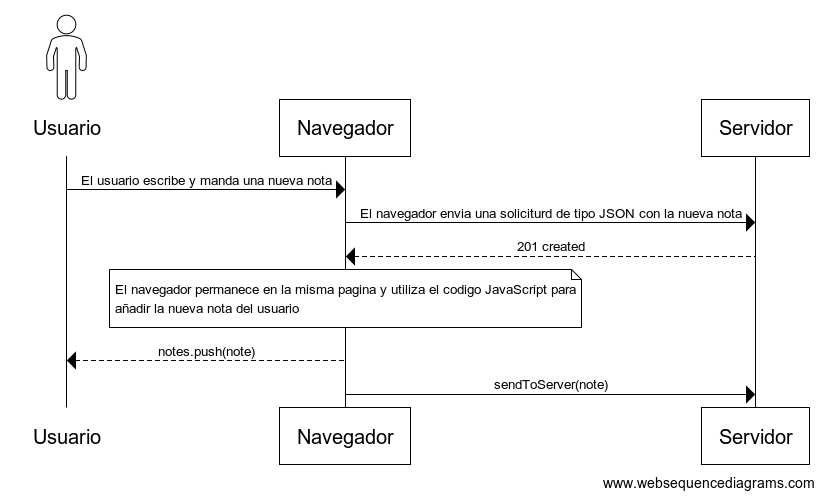 Usuario
Navegador
Servidor
El usuario escribe y manda una nueva nota
El navegador envia una soliciturd de tipo JSON con la nueva nota
201 created
El navegador permanece en la misma pagina y utiliza el codigo JavaScript para
añadir la nueva nota del usuario
notes.push(note)
sendToServer(note)
Usuario
Navegador
Servidor
www.websequencediagrams.com